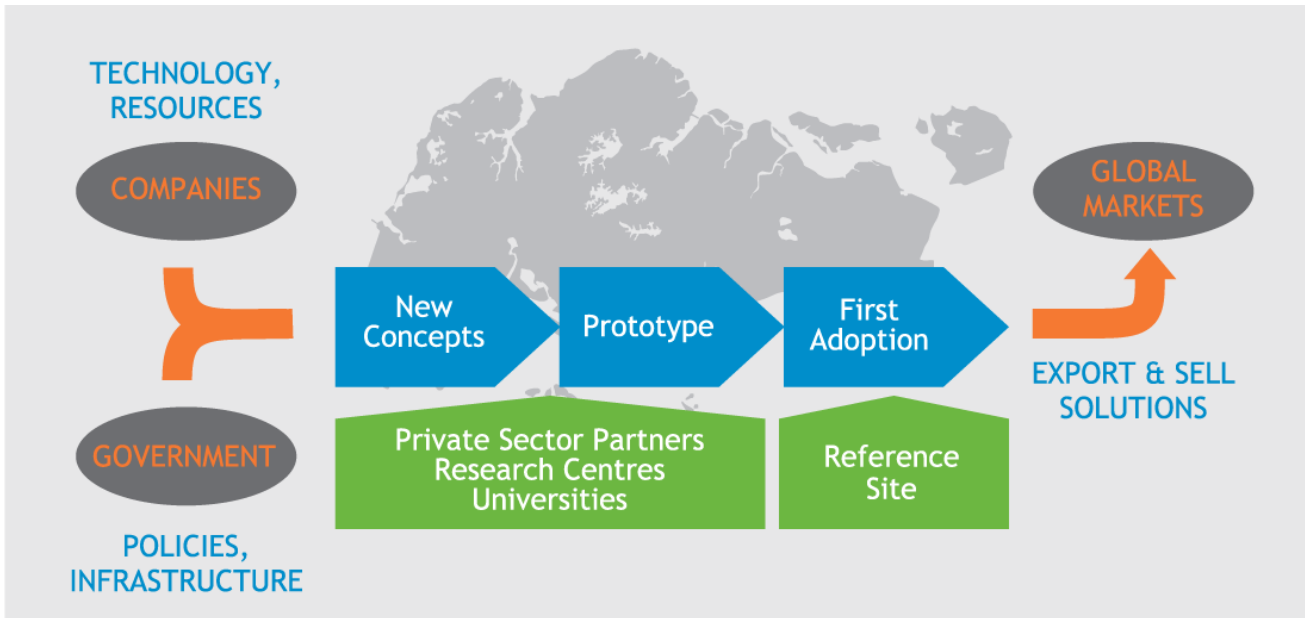 TECHNOLOGY,
RESOURCES
COMPANIES
GOVERNMENT
POLICIES,
INFRASTRUCTURE
New
Concepts
Prototype
First
Adoption
Private Sector Partners
Research Centres
Universities
Reference
Site
GLOBAL
MARKETS
EXPORT & SELL
SOLUTIONS